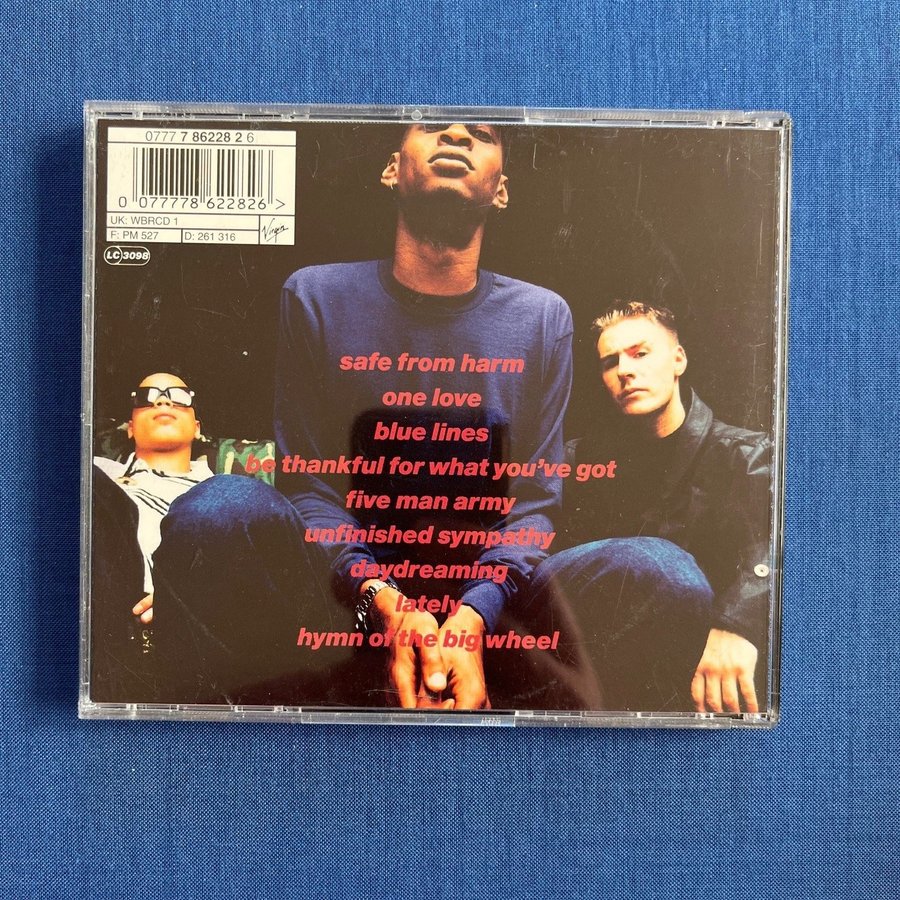 0777 7 86228 2 6
0 077778 622826 >
UK: WBRCD 1
F: PM 527 D: 261 316 Virgin
LC 3098
safe from harm
one love
blue lines
be thankful for what you've got
five man army
unfinished sympathy
daydreaming
lately
hymn of the big wheel